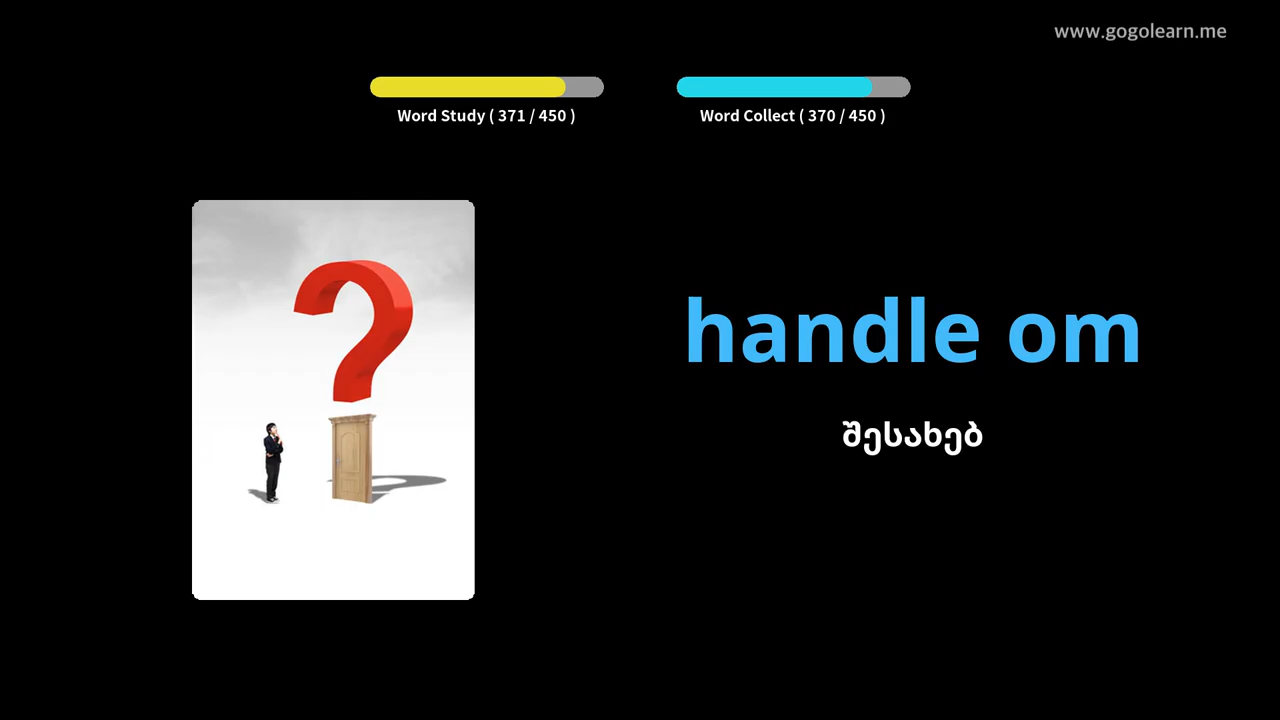 www.gogolearn.me
Word Study ( 371 / 450 )
Word Collect ( 370 / 450 )
handle om
შესახებ